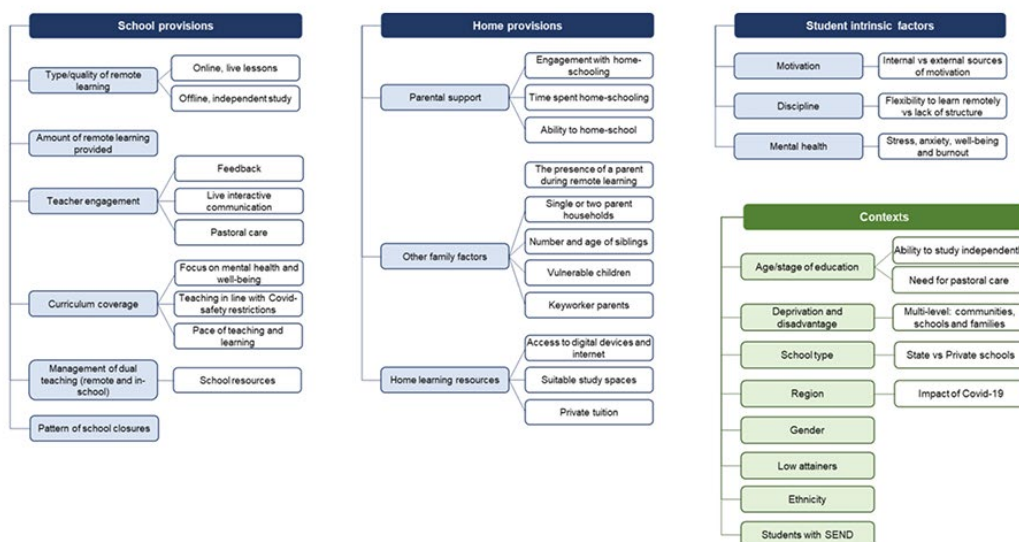 School provisions
Type/quality of remote
learning
Online, live lessons
Offline, independent study
Amount of remote learning
provided
Teacher engagement
Feedback
Live interactive
communication
Pastoral care
Curriculum coverage
Focus on mental health and
well-being
Teaching in line with Covid-
safety restrictions
Pace of teaching and
learning
Management of dual
teaching (remote and in-
school)
School resources
Pattern of school closures
Home provisions
Parental support
Engagement with home-
schooling
Time spent home-schooling
Ability to home-school
Other family factors
The presence of a parent
during remote learning
Single or two parent
households
Number and age of siblings
Vulnerable children
Keyworker parents
Home learning resources
Access to digital devices and
internet
Suitable study spaces
Private tuition
Student intrinsic factors
Motivation
Internal vs external sources
of motivation
Discipline
Flexibility to learn remotely
vs lack of structure
Mental health
Stress, anxiety, well-being
and burnout
Contexts
Age/stage of education
Ability to study independent
Need for pastoral care
Deprivation and
disadvantage
Multi-level: communities,
schools and families
School type
State vs Private schools
Region
Impact of Covid-19
Gender
Low attainers
Ethnicity
Students with SEND